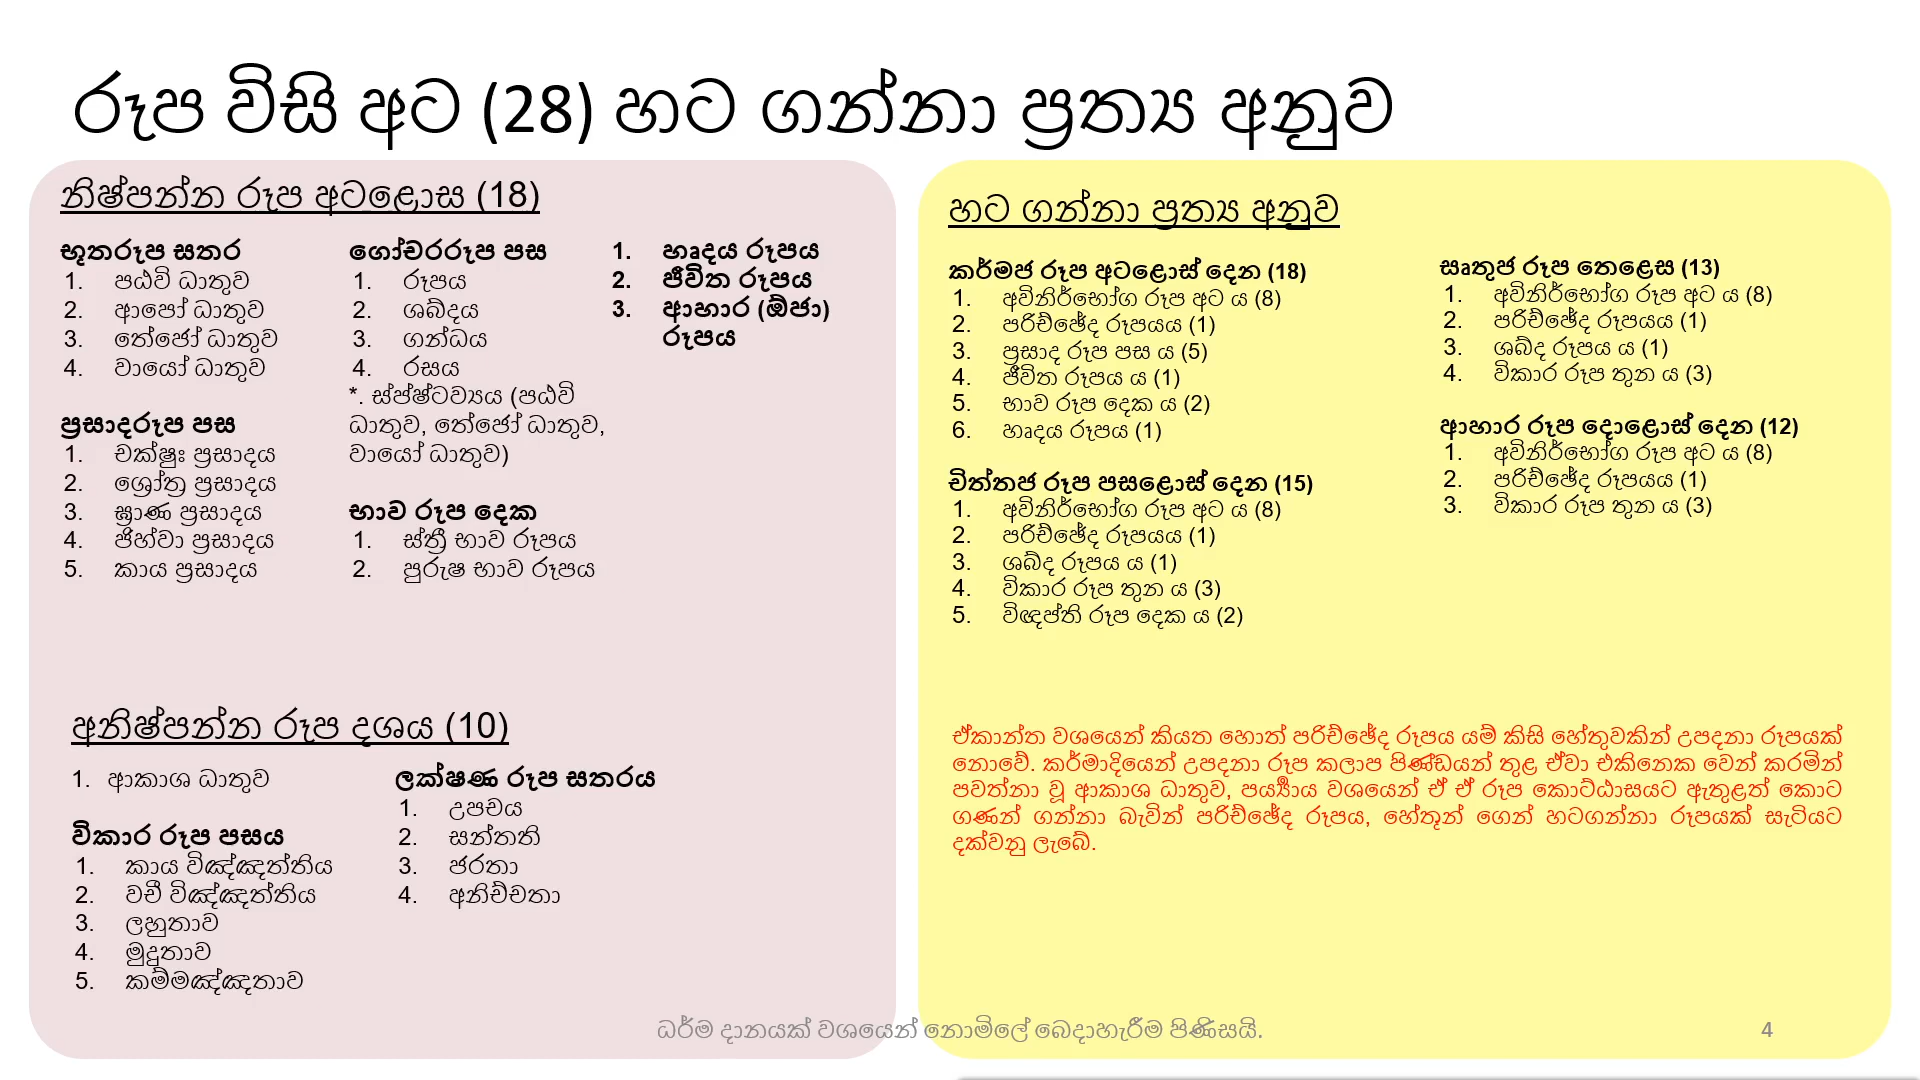 රූප විසි අට (28) හට ගන්නා ප්‍රත්‍ය අනුව
නිෂ්පන්න රූප අටළොස (18)
භූතරූප සතර
1. පඨවි ධාතුව
2. ආපෝ ධාතුව
3. තේජෝ ධාතුව
4. වායෝ ධාතුව
ප්‍රසාදරූප පස
1. චක්ෂුඃ ප්‍රසාදය
2. ශ්‍රෝත්‍ර ප්‍රසාදය
3. ඝ්‍රාණ ප්‍රසාදය
4. ජිහ්වා ප්‍රසාදය
5. කාය ප්‍රසාදය
ගෝචරරූප පස
1. රූපය
2. ශබ්දය
3. ගන්ධය
4. රසය
*. ස්ප්ෂ්ටව්‍යය (පඨවි
ධාතුව, තේජෝ ධාතුව,
වායෝ ධාතුව)
භාව රූප දෙක
1. ස්ත්‍රී භාව රූපය
2. පුරුෂ භාව රූපය
1. හෘදය රූපය
2. ජීවිත රූපය
3. ආහාර (ඕජා)
රූපය
අනිෂ්පන්න රූප දශය (10)
1. ආකාශ ධාතුව
විකාර රූප පසය
1. කාය විඤ්ඤත්තිය
2. වචී විඤ්ඤත්තිය
3. ලහුතාව
4. මුදුතාව
5. කම්මඤ්ඤතාව
ලක්ෂණ රූප සතරය
1. උපචය
2. සන්තති
3. ජරතා
4. අනිච්චතා
හට ගන්නා ප්‍රත්‍ය අනුව
කර්මජ රූප අටළොස් දෙන (18)
1. අවිනිර්භෝග රූප අට ය (8)
2. පරිච්ඡේද රූපයය (1)
3. ප්‍රසාද රූප පස ය (5)
4. ජීවිත රූපය ය (1)
5. භාව රූප දෙක ය (2)
6. හෘදය රූපය (1)
චිත්තජ රූප පසළොස් දෙන (15)
1. අවිනිර්භෝග රූප අට ය (8)
2. පරිච්ඡේද රූපයය (1)
3. ශබ්ද රූපය ය (1)
4. විකාර රූප තුන ය (3)
5. විඥප්ති රූප දෙක ය (2)
සෘතුජ රූප තෙළෙස (13)
1. අවිනිර්භෝග රූප අට ය (8)
2. පරිච්ඡේද රූපයය (1)
3. ශබ්ද රූපය ය (1)
4. විකාර රූප තුන ය (3)
ආහාර රූප දොළොස් දෙන (12)
1. අවිනිර්භෝග රූප අට ය (8)
2. පරිච්ඡේද රූපයය (1)
3. විකාර රූප තුන ය (3)
ඒකාන්ත වශයෙන් කියත හොත් පරිච්ඡේද රූපය යම් කිසි හේතුවකින් උපදනා රූපයක්
නොවේ. කර්මාදියෙන් උපදනා රූප කලාප පිණ්ඩයන් තුළ ඒවා එකිනෙක වෙන් කරමින්
පවත්නා වූ ආකාශ ධාතුව, පර්‍ය්‍යාය වශයෙන් ඒ ඒ රූප කොට්ඨාසයට ඇතුළත් කොට
ගණන් ගන්නා බැවින් පරිච්ඡේද රූපය, හේතූන් ගෙන් හටගන්නා රූපයක් සැටියට
දක්වනු ලැබේ.
ධර්ම දානයක් වශයෙන් නොමිලේ බෙදාහැරීම පිණිසයි.
4